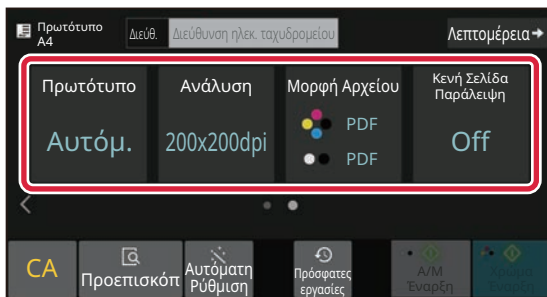 Πρωτότυπο
A4
Διεύθ.
Διεύθυνση ηλεκ. ταχυδρομείου
Λεπτομέρεια
Πρωτότυπο
Αυτόμ.
Ανάλυση
200x200dpi
Μορφή Αρχείου
PDF
PDF
Κενή Σελίδα
Παράλειψη
Off
CA
Προεπισκόπ
Αυτόματη
Ρύθμιση
Πρόσφατες
εργασίες
Α/Μ
Έναρξη
Χρώμα
Έναρξη